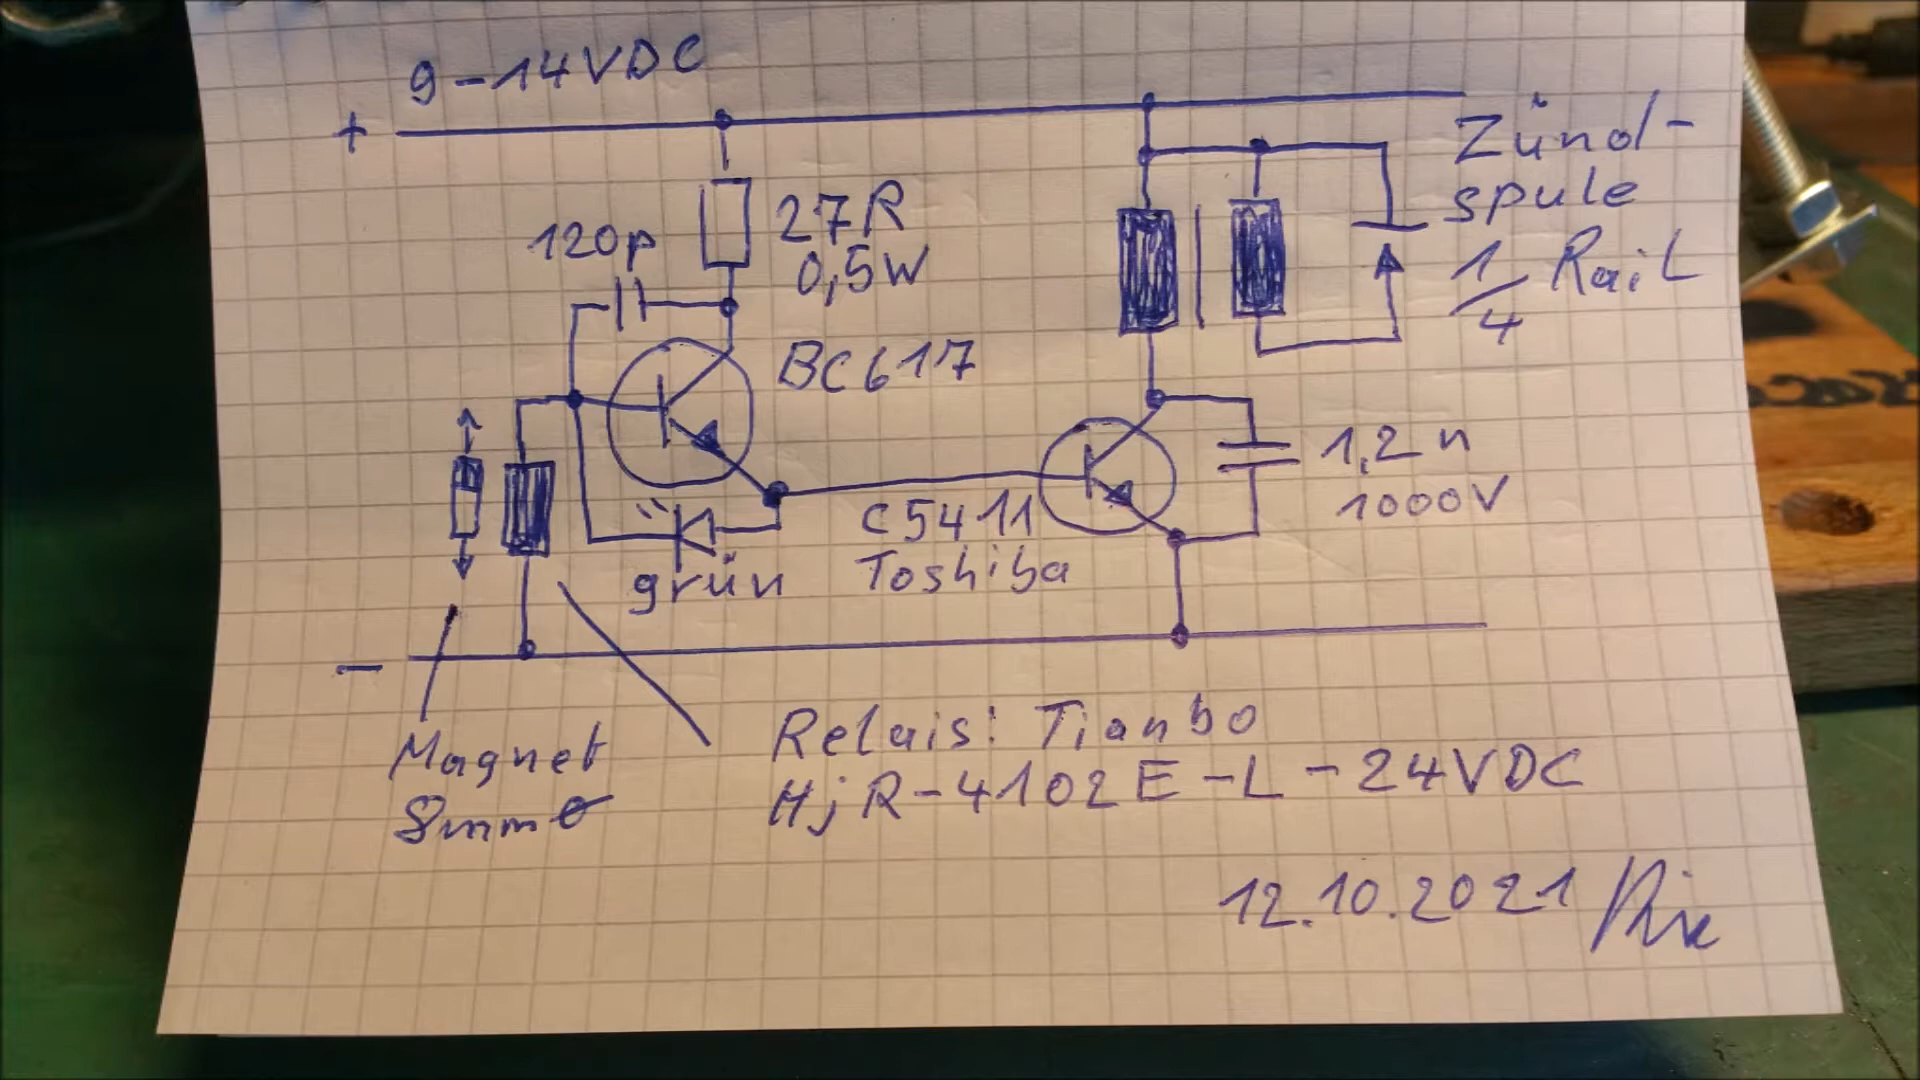 9-14VDC
+
27R
0,5W
120p
BC617
Zünd-
spule
1/4 Rail
1,2n
1000V
C5411
Toshiba
grün
-
Magnet
8mm
Relais: Tianbo
HjR-4102E-L-24VDC
12.10.2021